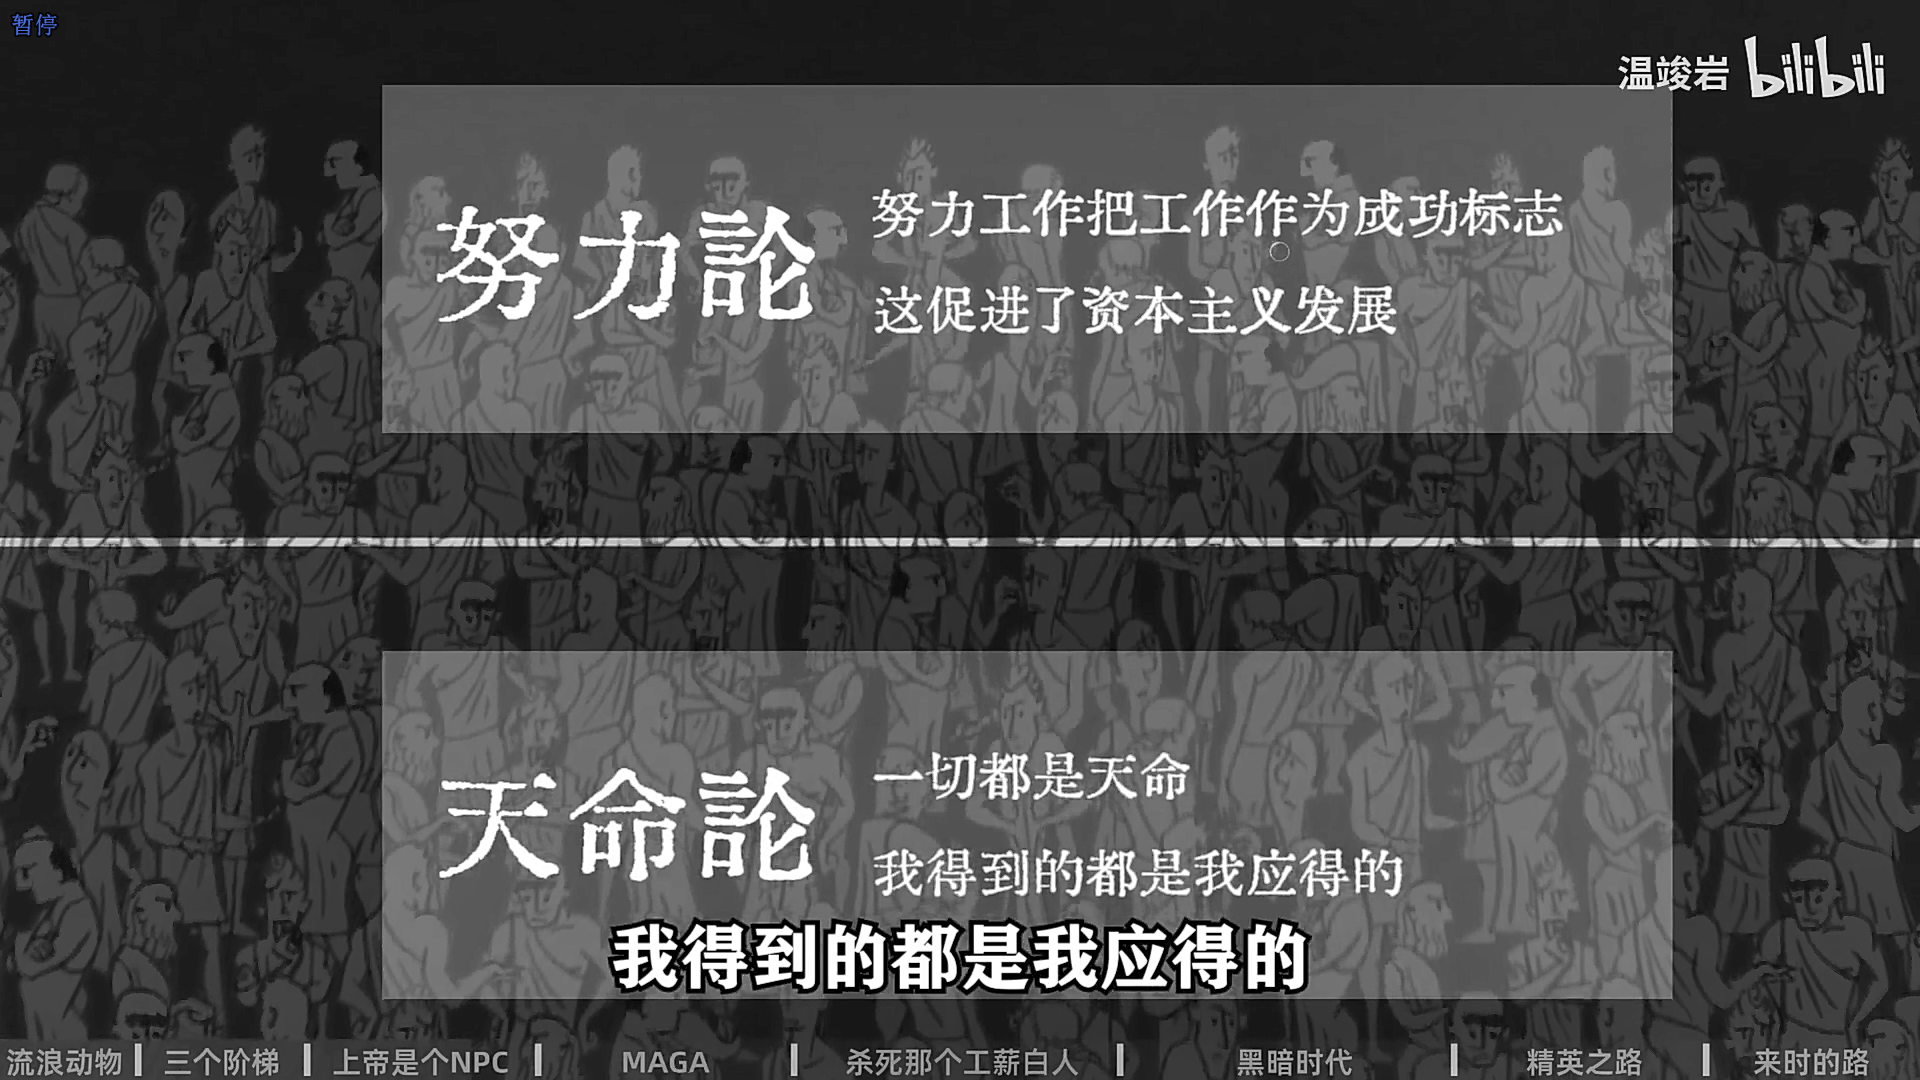 暂停
温竣岩 bilibili
努力論
努力工作把工作作为成功标志
这促进了资本主义发展
天命論
一切都是天命
我得到的都是我应得的
我得到的都是我应得的
流浪动物 | 三个阶梯 | 上帝是个NPC | MAGA | 杀死那个工薪白人 | 黑暗时代 | 精英之路 | 来时的路